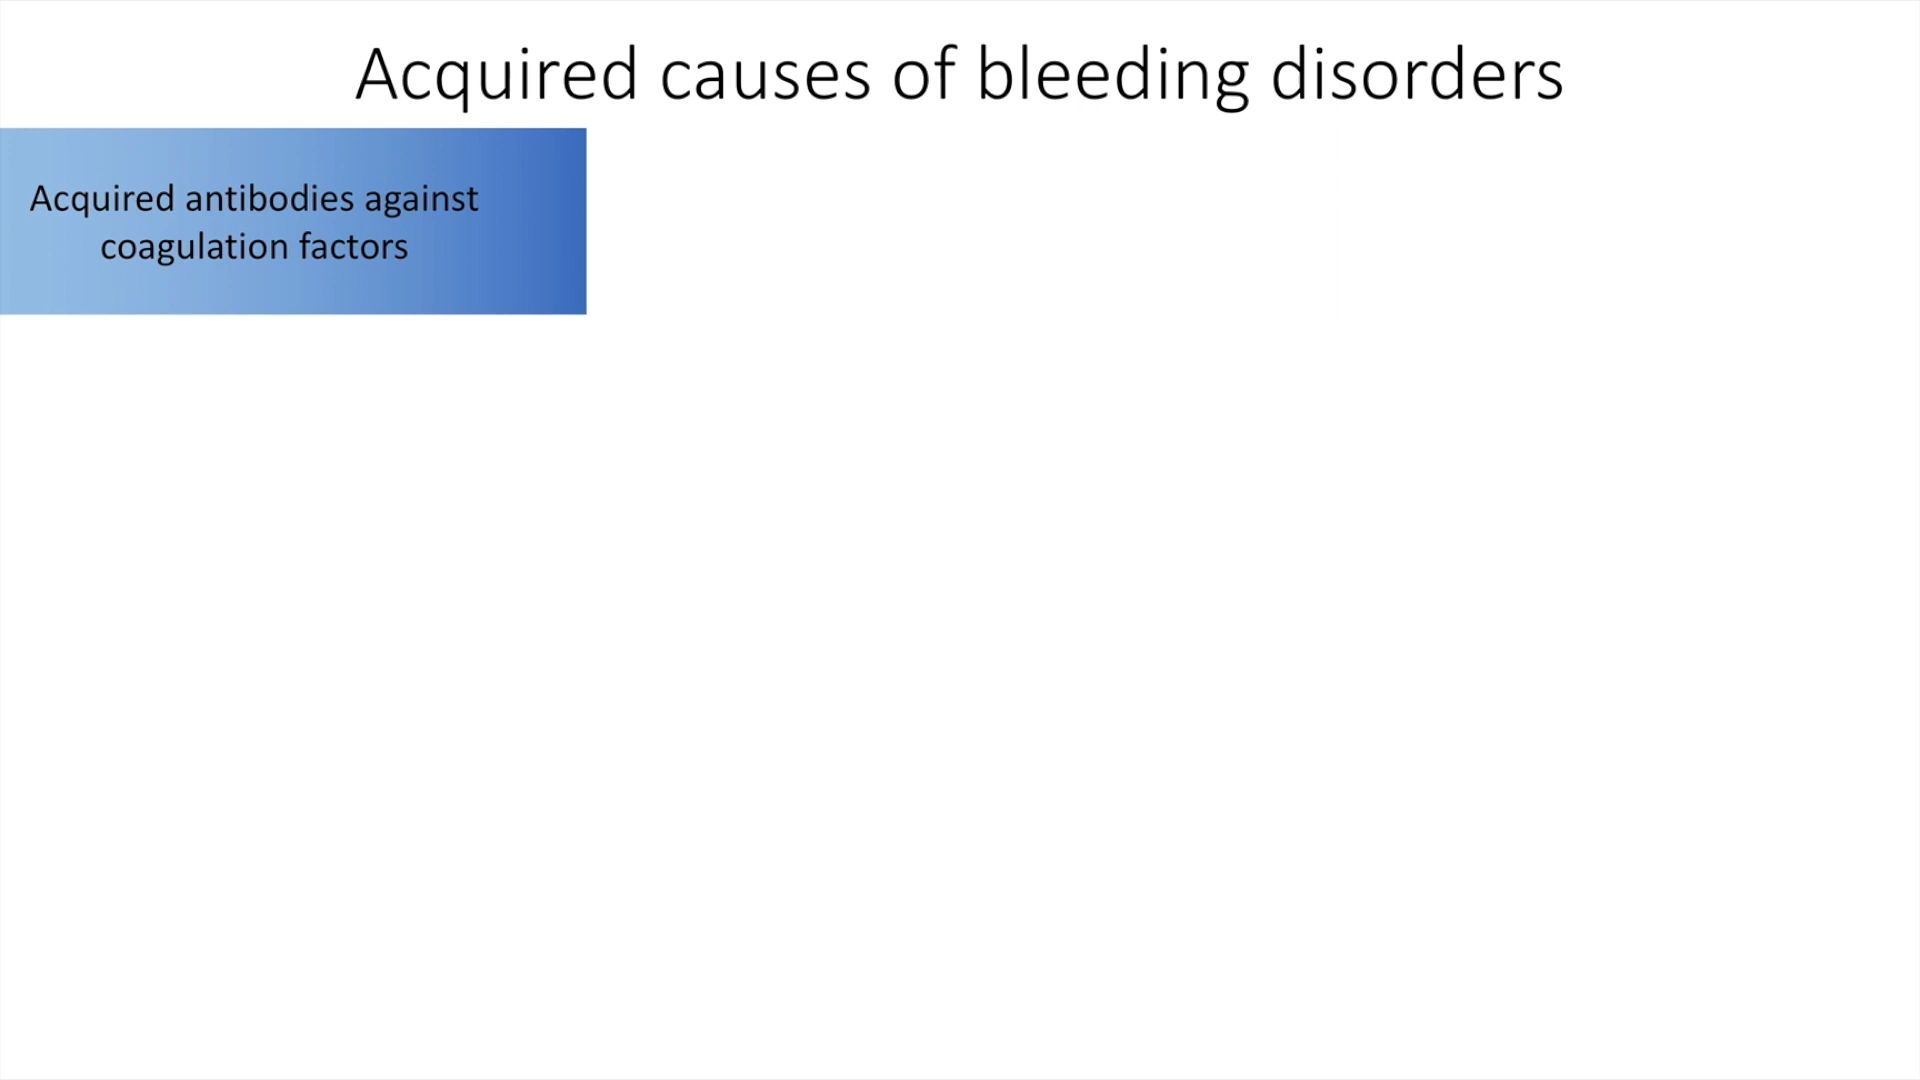 Acquired causes of bleeding disorders
Acquired antibodies against
coagulation factors